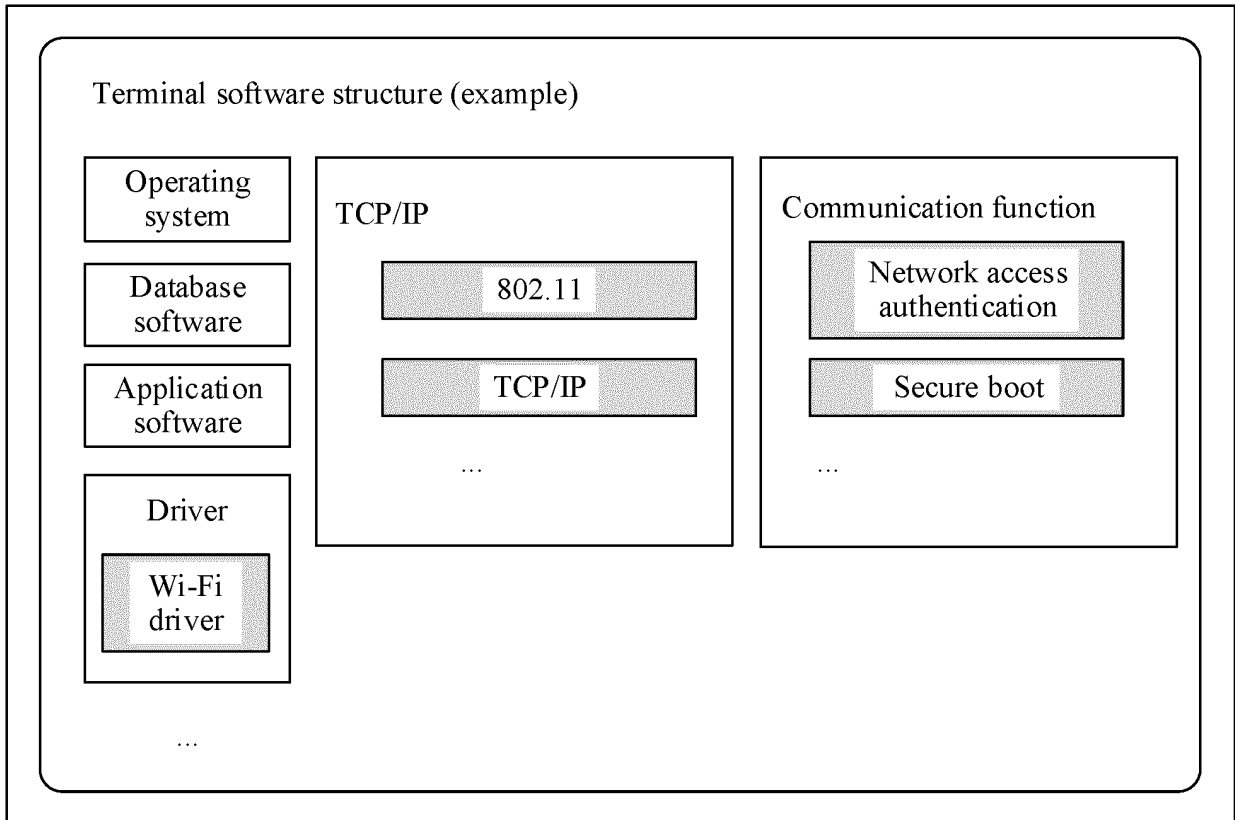 Terminal software structure (example)
Operating
system
Database
software
Application
software
Driver
Wi-Fi
driver
...
TCP/IP
802.11
TCP/IP
...
Communication function
Network access
authentication
Secure boot
...